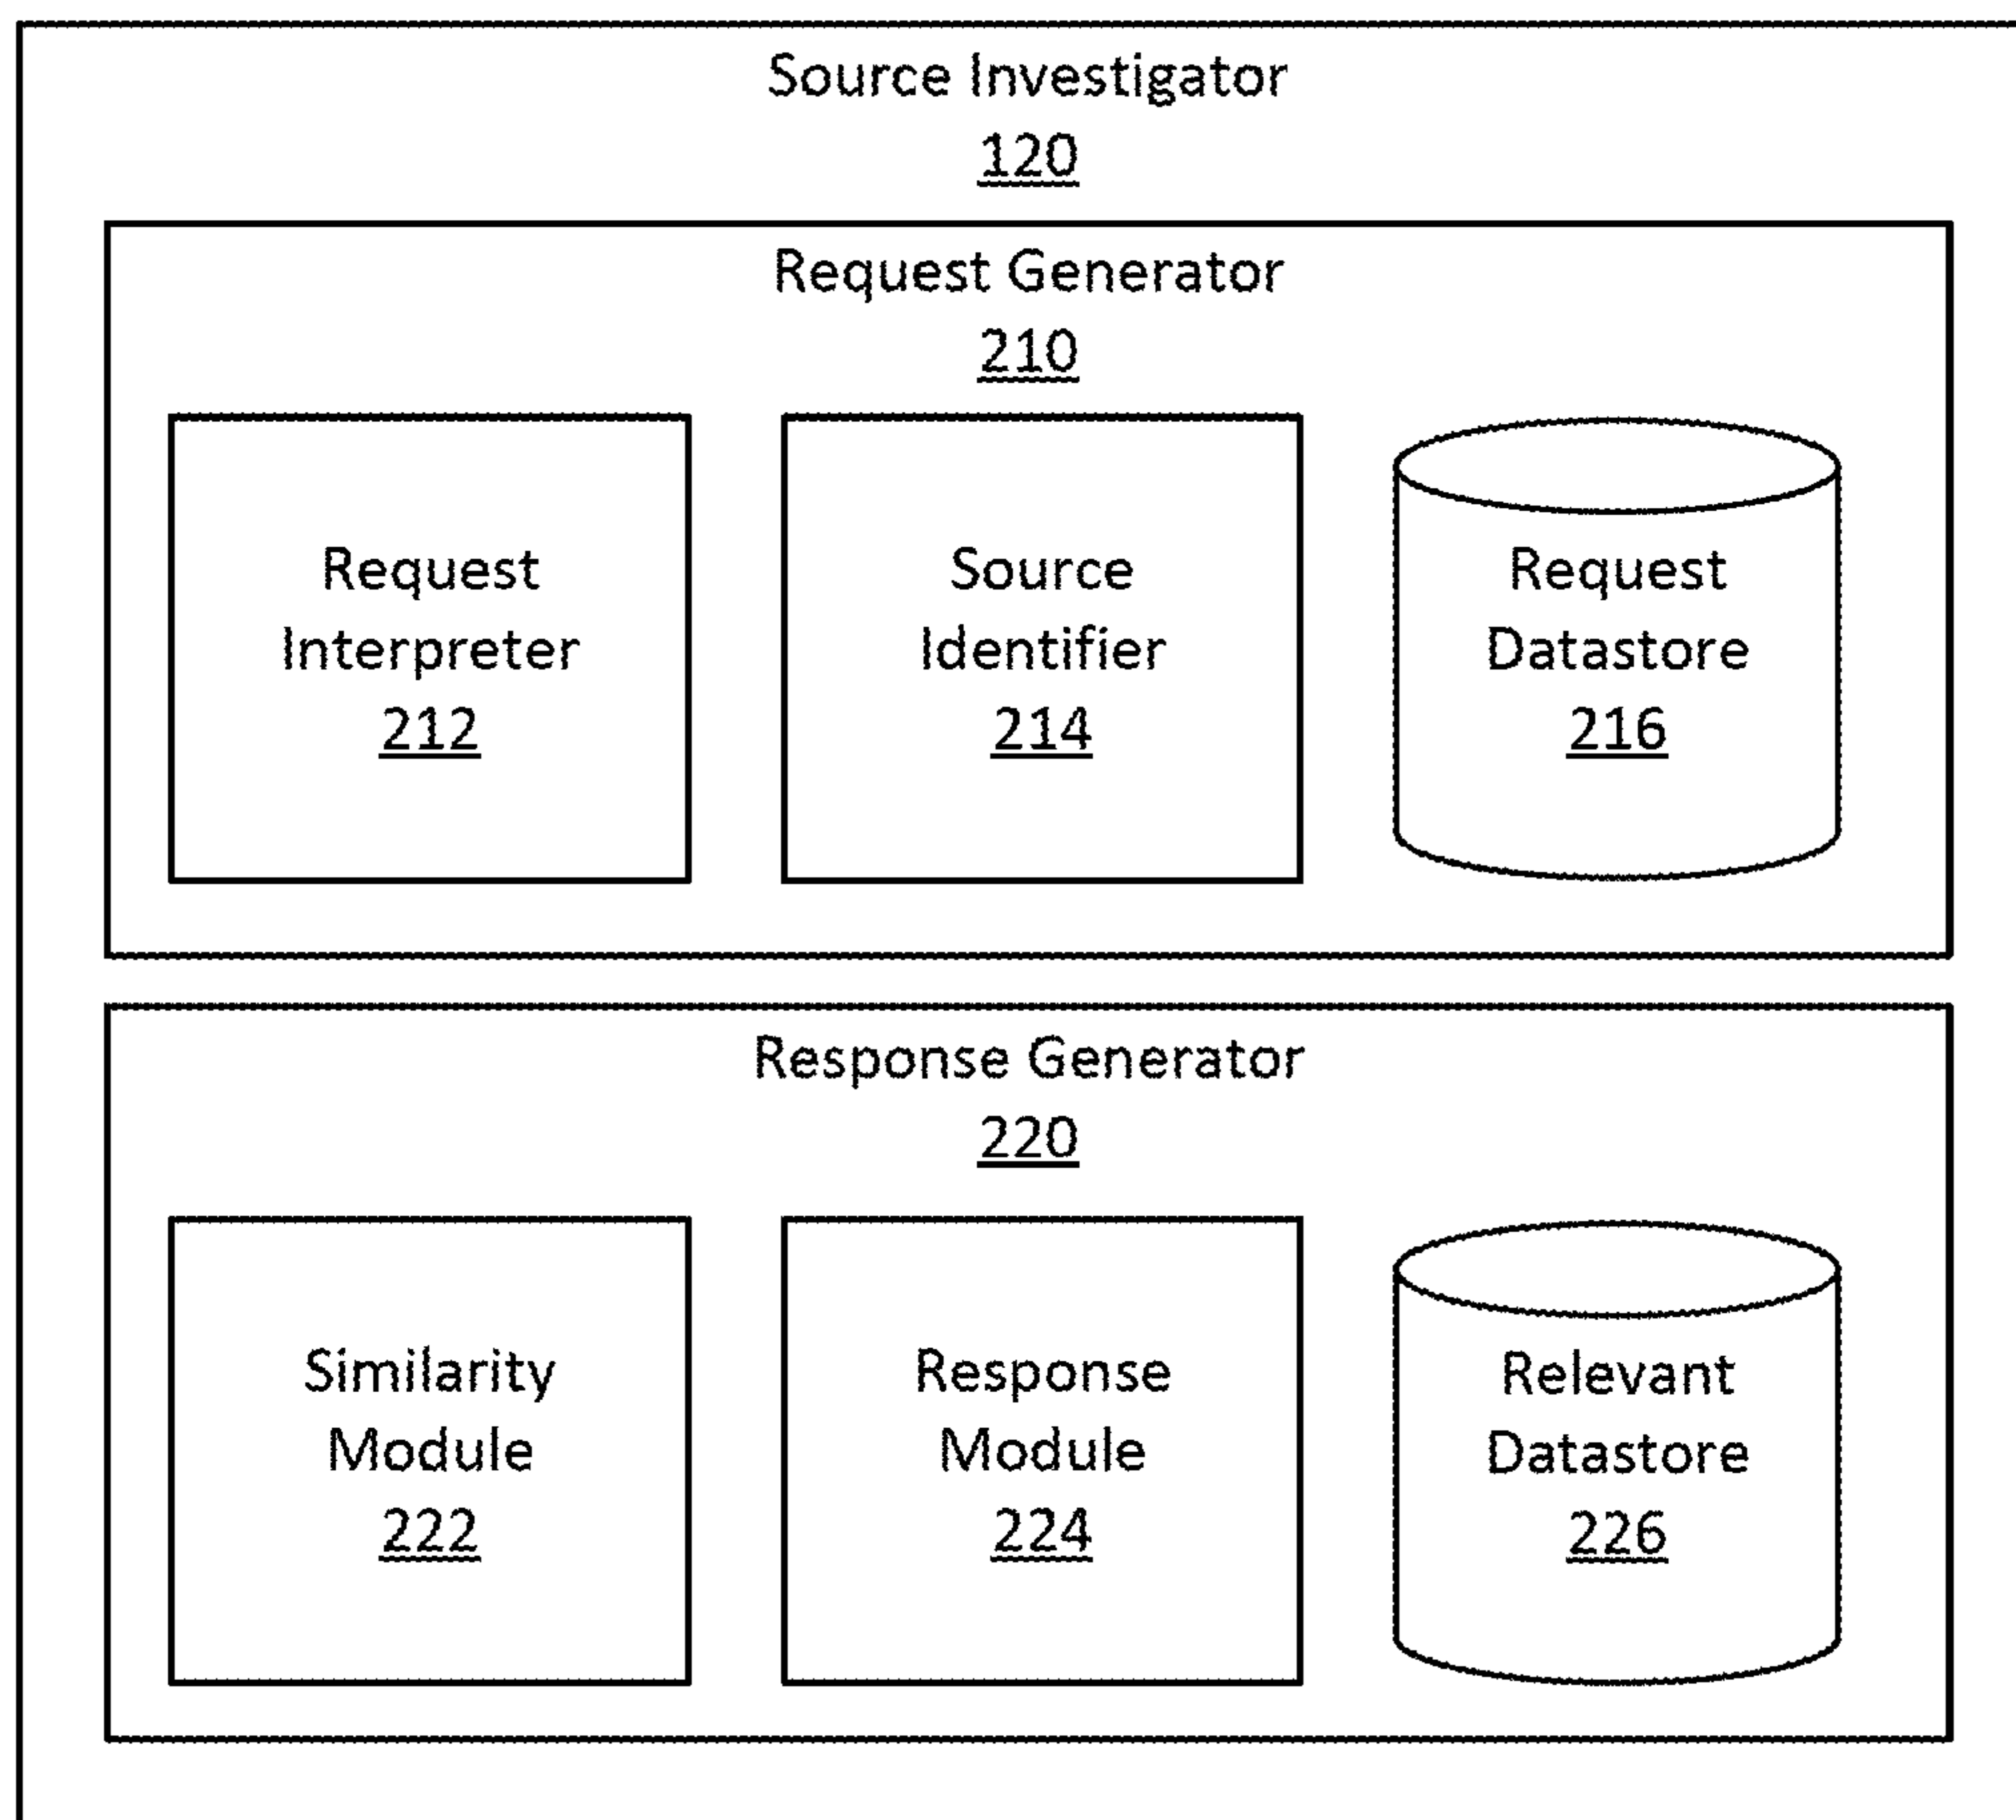 Source Investigator
120
Request Generator
210
Request
Interpreter
212
Source
Identifier
214
Request
Datastore
216
Response Generator
220
Similarity
Module
222
Response
Module
224
Relevant
Datastore
226